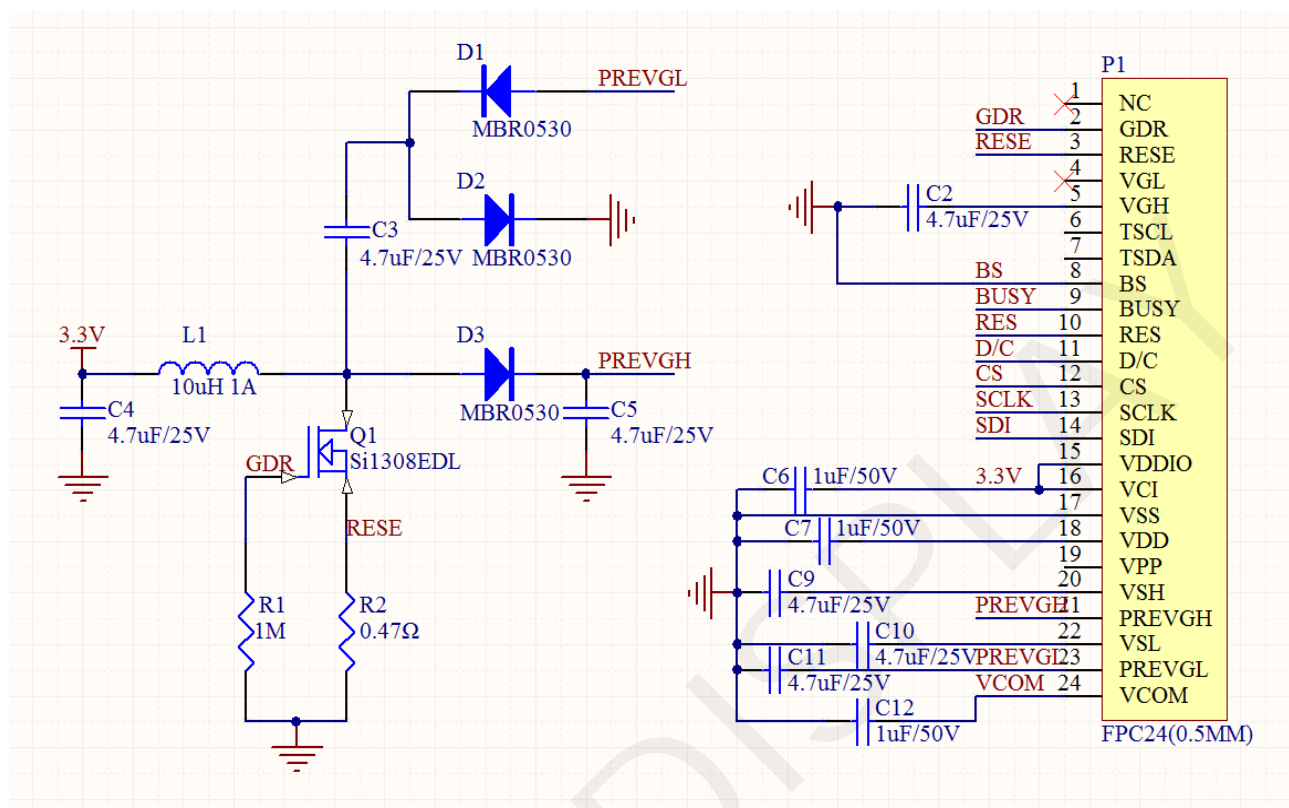 D1
PREVGL
MBR0530
D2
C3
4.7uF/25V
MBR0530
3.3V
L1
10uH 1A
D3
PREVGH
MBR0530
C4
4.7uF/25V
C5
4.7uF/25V
Q1
Si1308EDL
GDR
RESE
R1
1M
R2
0.47Ω
P1
1 NC
GDR 2 GDR
RESE 3 RESE
4 VGL
C2
4.7uF/25V
5 VGH
6 TSCL
7 TSDA
BS 8 BS
BUSY 9 BUSY
RES 10 RES
D/C 11 D/C
CS 12 CS
SCLK 13 SCLK
SDI 14 SDI
15 VDDIO
C6 1uF/50V 3.3V 16 VCI
17 VSS
C7 1uF/50V 18 VDD
19 VPP
C9
4.7uF/25V
20 VSH
PREVGH 21 PREVGH
C10
4.7uF/25V
22 VSL
C11
4.7uF/25V
PREVGL 23 PREVGL
VCOM 24 VCOM
C12
1uF/50V
FPC24(0.5MM)
DISPLAY